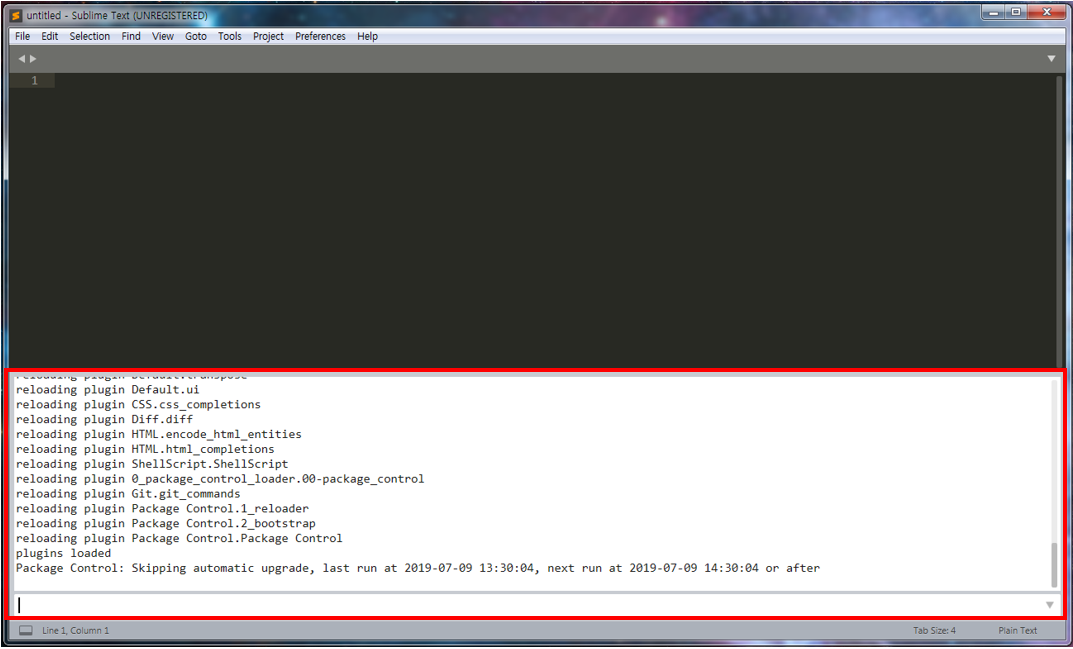 untitled - Sublime Text (UNREGISTERED)
File Edit Selection Find View Goto Tools Project Preferences Help
1
reloading plugin Default.transpose
reloading plugin Default.ui
reloading plugin CSS.css_completions
reloading plugin Diff.diff
reloading plugin HTML.encode_html_entities
reloading plugin HTML.html_completions
reloading plugin ShellScript.ShellScript
reloading plugin 0_package_control_loader.00-package_control
reloading plugin Git.git_commands
reloading plugin Package Control.1_reloader
reloading plugin Package Control.2_bootstrap
reloading plugin Package Control.Package Control
plugins loaded
Package Control: Skipping automatic upgrade, last run at 2019-07-09 13:30:04, next run at 2019-07-09 14:30:04 or after
Line 1, Column 1 Tab Size: 4 Plain Text